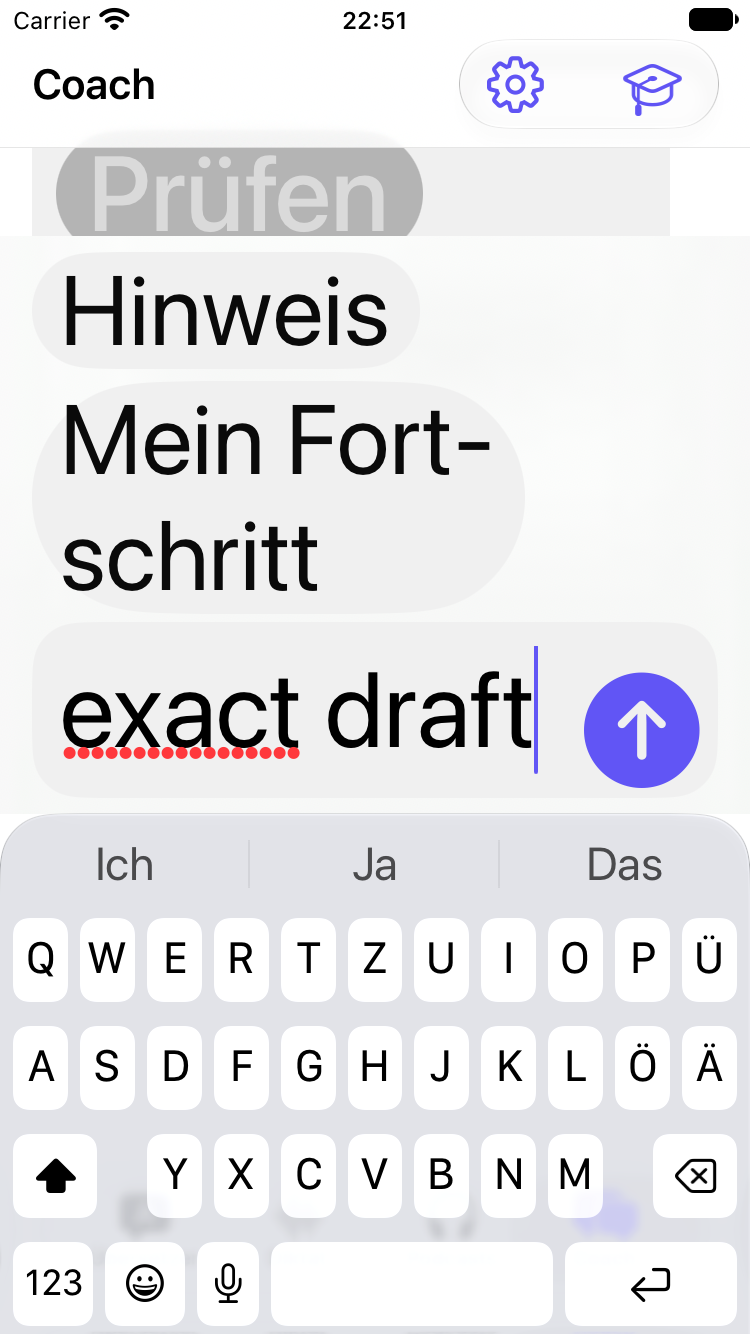 Carrier 22:51
Coach
Prüfen
Hinweis
Mein Fort-
schritt
exact draft
Ich Ja Das
Q W E R T Z U I O P Ü
A S D F G H J K L Ö Ä
Y X C V B N M
123